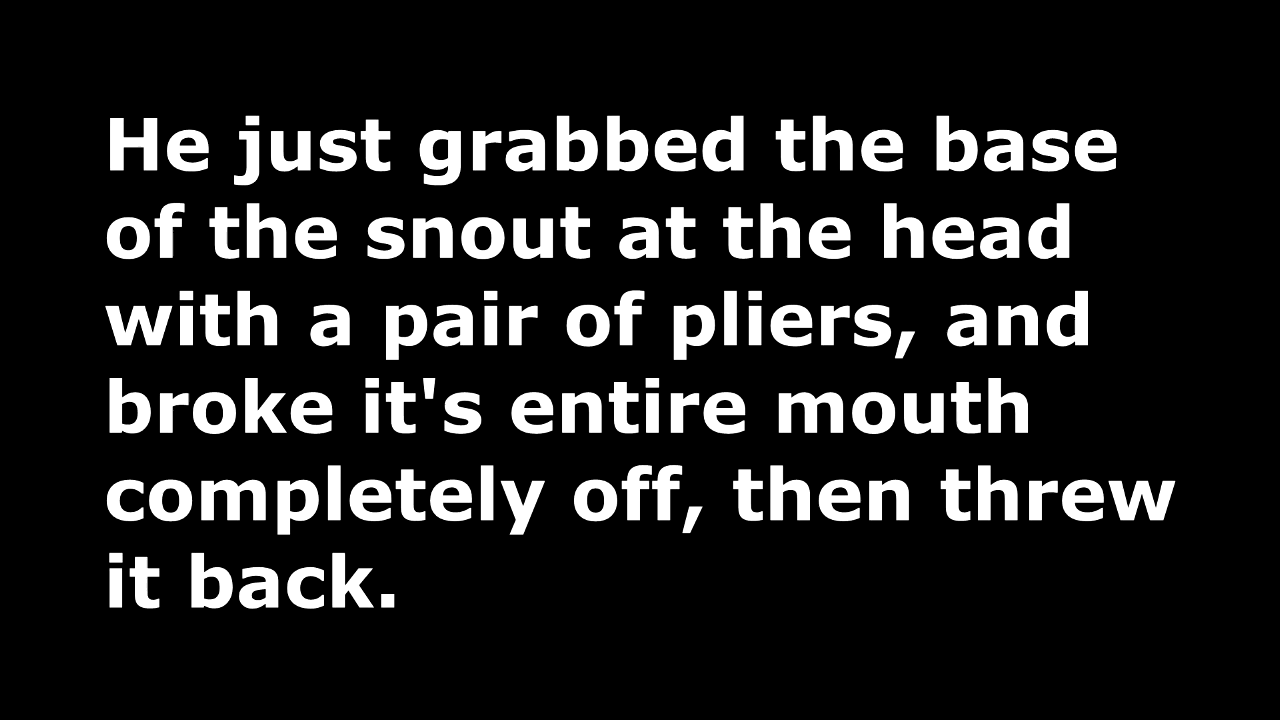 He just grabbed the base
of the snout at the head
with a pair of pliers, and
broke it's entire mouth
completely off, then threw
it back.